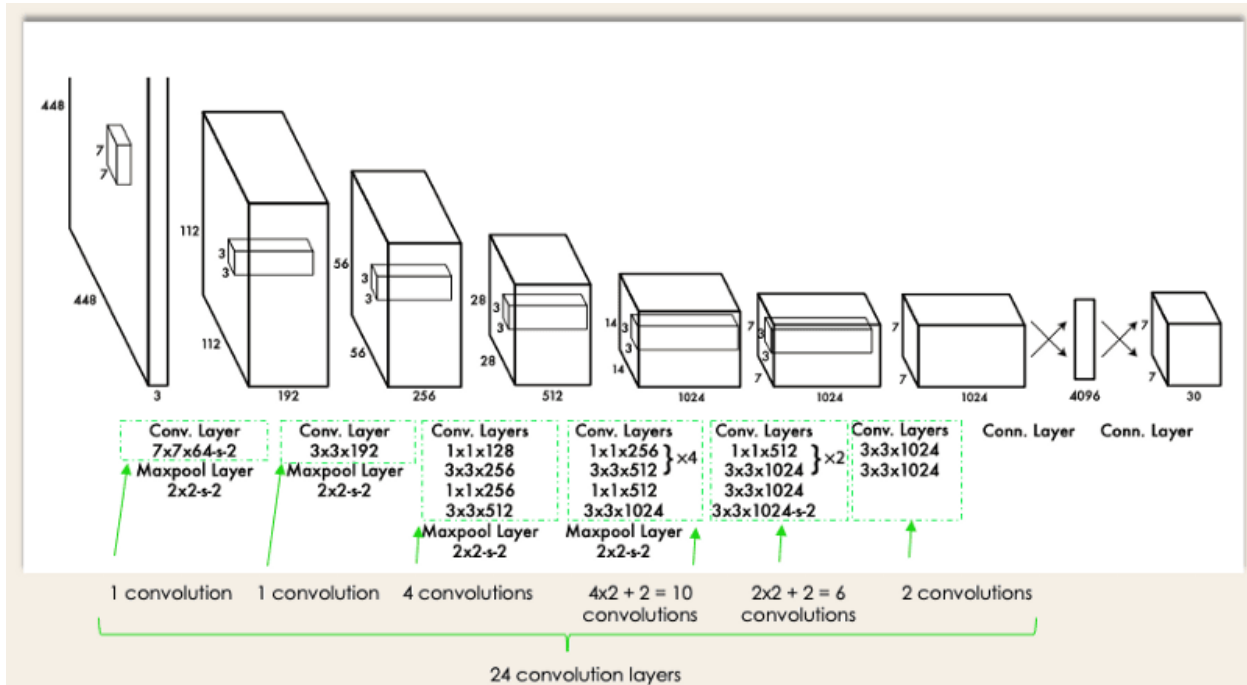 448
7
7
448
3
112
3
3
112
192
56
3
3
56
256
28
3
3
28
512
14
3
3
14
1024
7
3
3
7
1024
7
7
1024
4096
7
7
30
Conv. Layer
7x7x64-s-2
Maxpool Layer
2x2-s-2
Conv. Layer
3x3x192
Maxpool Layer
2x2-s-2
Conv. Layers
1x1x128
3x3x256
1x1x256
3x3x512
Maxpool Layer
2x2-s-2
Conv. Layers
1x1x256
3x3x512
}×4
1x1x512
3x3x1024
Maxpool Layer
2x2-s-2
Conv. Layers
1x1x512
3x3x1024
}×2
3x3x1024
3x3x1024-s-2
Conv. Layers
3x3x1024
3x3x1024
Conn. Layer
Conn. Layer
1 convolution
1 convolution
4 convolutions
4x2 + 2 = 10
convolutions
2x2 + 2 = 6
convolutions
2 convolutions
24 convolution layers